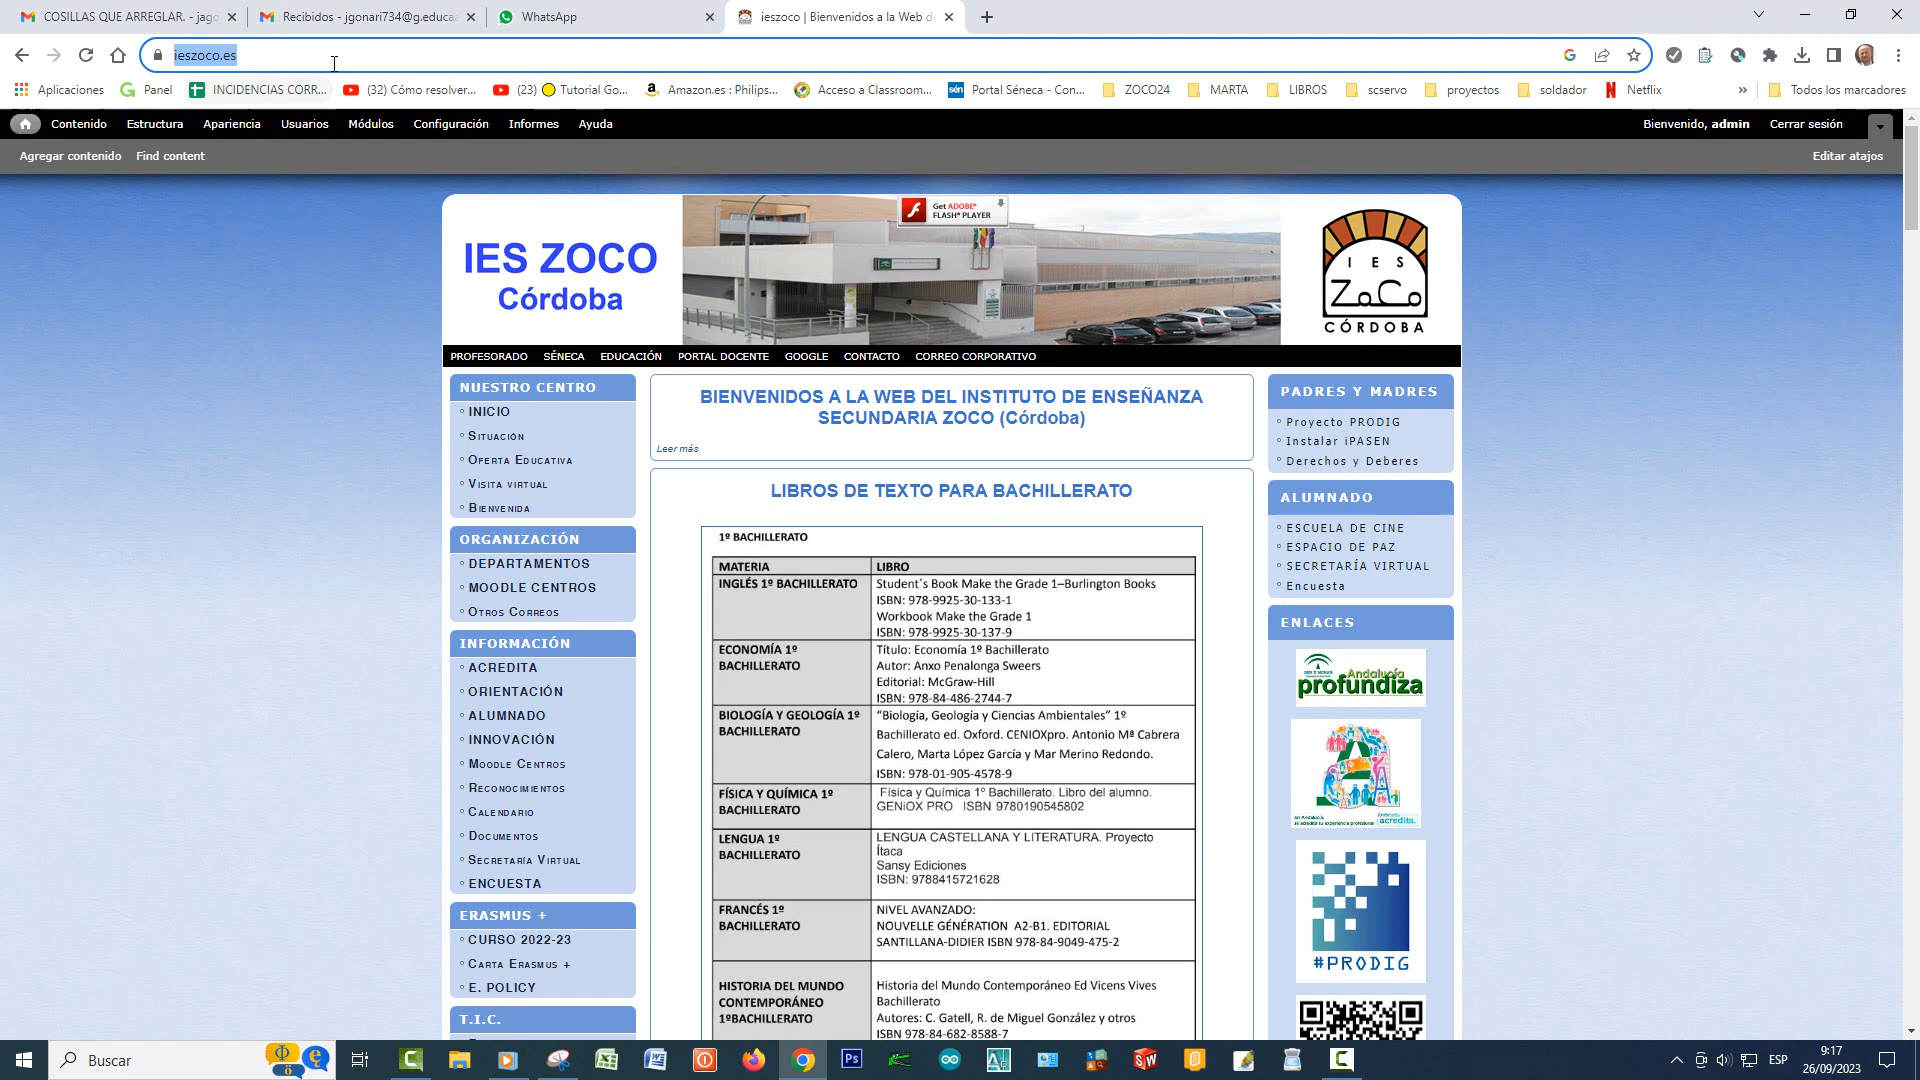 COSILLAS QUE ARREGLAR. - jago
Recibidos - jgonari734@g.educaa
WhatsApp
ieszoco | Bienvenidos a la Web de
ieszoco.es
Aplicaciones
Panel
INCIDENCIAS CORR...
(32) Cómo resolver...
(23) Tutorial Go...
Amazon.es : Philips...
Acceso a Classroom...
Portal Séneca - Con...
ZOCO24
MARTA
LIBROS
scservo
proyectos
soldador
Netflix
Todos los marcadores
Contenido Estructura Apariencia Usuarios Módulos Configuración Informes Ayuda
Bienvenido, admin Cerrar sesión
Agregar contenido Find content
Editar atajos
IES ZOCO
Córdoba
Get ADOBE®
FLASH® PLAYER
IES
ZoCo
CÓRDOBA
PROFESORADO SÉNECA EDUCACIÓN PORTAL DOCENTE GOOGLE CONTACTO CORREO CORPORATIVO
NUESTRO CENTRO
INICIO
Situación
Oferta Educativa
Visita virtual
Bienvenida
ORGANIZACIÓN
DEPARTAMENTOS
MOODLE CENTROS
Otros Correos
INFORMACIÓN
ACREDITA
ORIENTACIÓN
ALUMNADO
INNOVACIÓN
Moodle Centros
Reconocimientos
Calendario
Documentos
Secretaría Virtual
ENCUESTA
ERASMUS +
CURSO 2022-23
Carta Erasmus +
E. POLICY
T.I.C.
BIENVENIDOS A LA WEB DEL INSTITUTO DE ENSEÑANZA
SECUNDARIA ZOCO (Córdoba)
Leer más
LIBROS DE TEXTO PARA BACHILLERATO
1º BACHILLERATO
MATERIA LIBRO
INGLÉS 1º BACHILLERATO
Student´s Book Make the Grade 1–Burlington Books
ISBN: 978-9925-30-133-1
Workbook Make the Grade 1
ISBN: 978-9925-30-137-9
ECONOMÍA 1º
BACHILLERATO
Título: Economía 1º Bachillerato
Autor: Anxo Penalonga Sweers
Editorial: McGraw-Hill
ISBN: 978-84-486-2744-7
BIOLOGÍA Y GEOLOGÍA 1º
BACHILLERATO
“Biología, Geología y Ciencias Ambientales” 1º
Bachillerato ed. Oxford. CENIOXpro. Antonio Mª Cabrera
Calero, Marta López García y Mar Merino Redondo.
ISBN: 978-01-905-4578-9
FÍSICA Y QUÍMICA 1º
BACHILLERATO
Física y Química 1º Bachillerato. Libro del alumno.
GENiOX PRO ISBN 9780190545802
LENGUA 1º
BACHILLERATO
LENGUA CASTELLANA Y LITERATURA. Proyecto
Ítaca
Sansy Ediciones
ISBN: 9788415721628
FRANCÉS 1º
BACHILLERATO
NIVEL AVANZADO:
NOUVELLE GÉNÉRATION A2-B1. EDITORIAL
SANTILLANA-DIDIER ISBN 978-84-9049-475-2
HISTORIA DEL MUNDO
CONTEMPORÁNEO
1ºBACHILLERATO
Historia del Mundo Contemporáneo Ed Vicens Vives
Bachillerato
Autores: C. Gatell, R. de Miguel González y otros
ISBN 978-84-682-8588-7
PADRES Y MADRES
Proyecto PRODIG
Instalar iPASEN
Derechos y Deberes
ALUMNADO
ESCUELA DE CINE
ESPACIO DE PAZ
SECRETARÍA VIRTUAL
Encuesta
ENLACES
Andalucía
profundiza
acredita.
#PRODIG
Buscar
ESP
9:17
26/09/2023